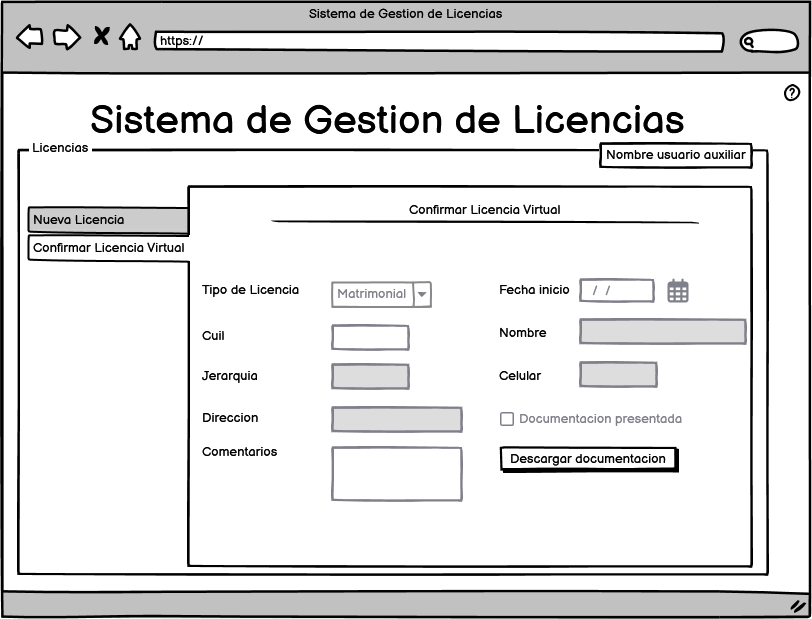 Sistema de Gestion de Licencias
https://
?
Sistema de Gestion de Licencias
Licencias
Nombre usuario auxiliar
Nueva Licencia
Confirmar Licencia Virtual
Confirmar Licencia Virtual
Tipo de Licencia
Matrimonial
Fecha inicio
/ /
Cuil
Nombre
Jerarquia
Celular
Direccion
Documentacion presentada
Comentarios
Descargar documentacion